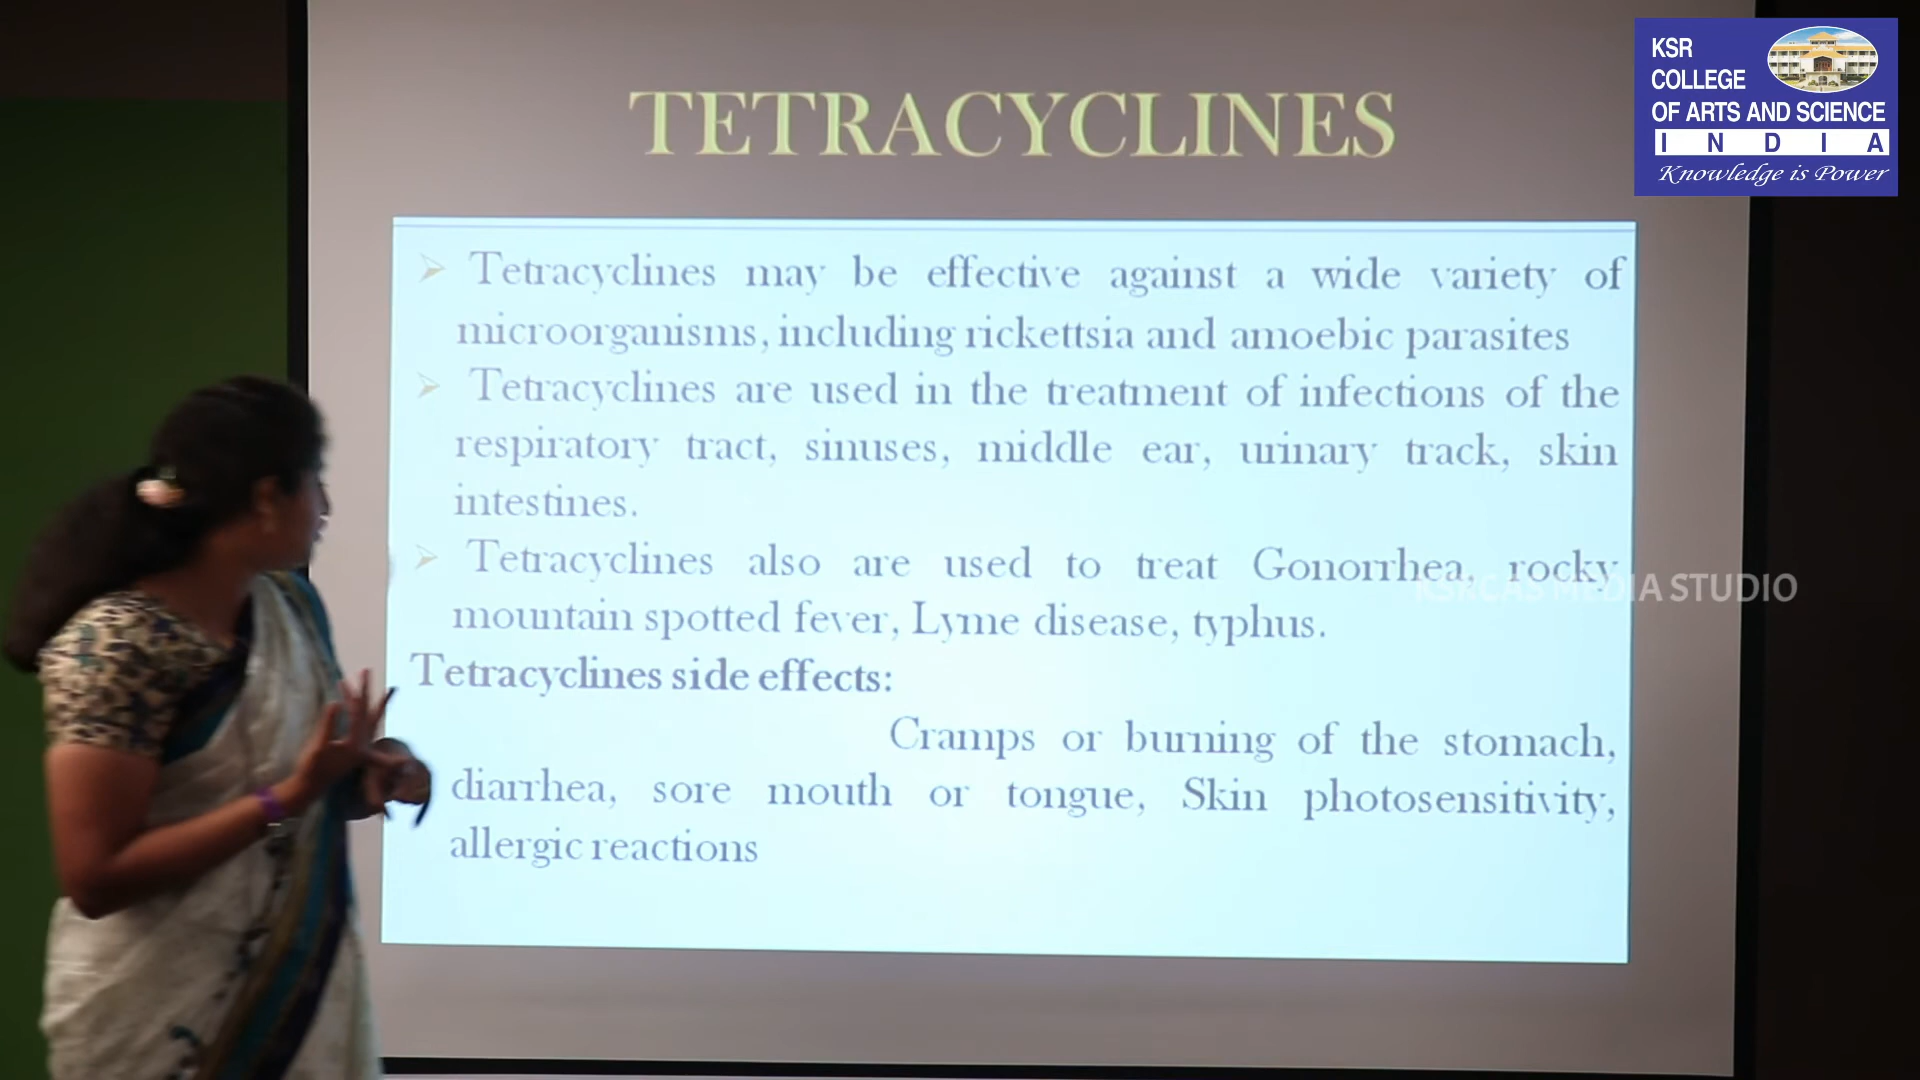 TETRACYCLINES
KSR
COLLEGE
OF ARTS AND SCIENCE
I N D I A
Knowledge is Power
➢ Tetracyclines may be effective against a wide variety of
microorganisms, including rickettsia and amoebic parasites
➢ Tetracyclines are used in the treatment of infections of the
respiratory tract, sinuses, middle ear, urinary track, skin
intestines.
➢ Tetracyclines also are used to treat Gonorrhea, rocky
mountain spotted fever, Lyme disease, typhus.
KSRCAS MEDIA STUDIO
Tetracyclines side effects:
Cramps or burning of the stomach,
diarrhea, sore mouth or tongue, Skin photosensitivity,
allergic reactions